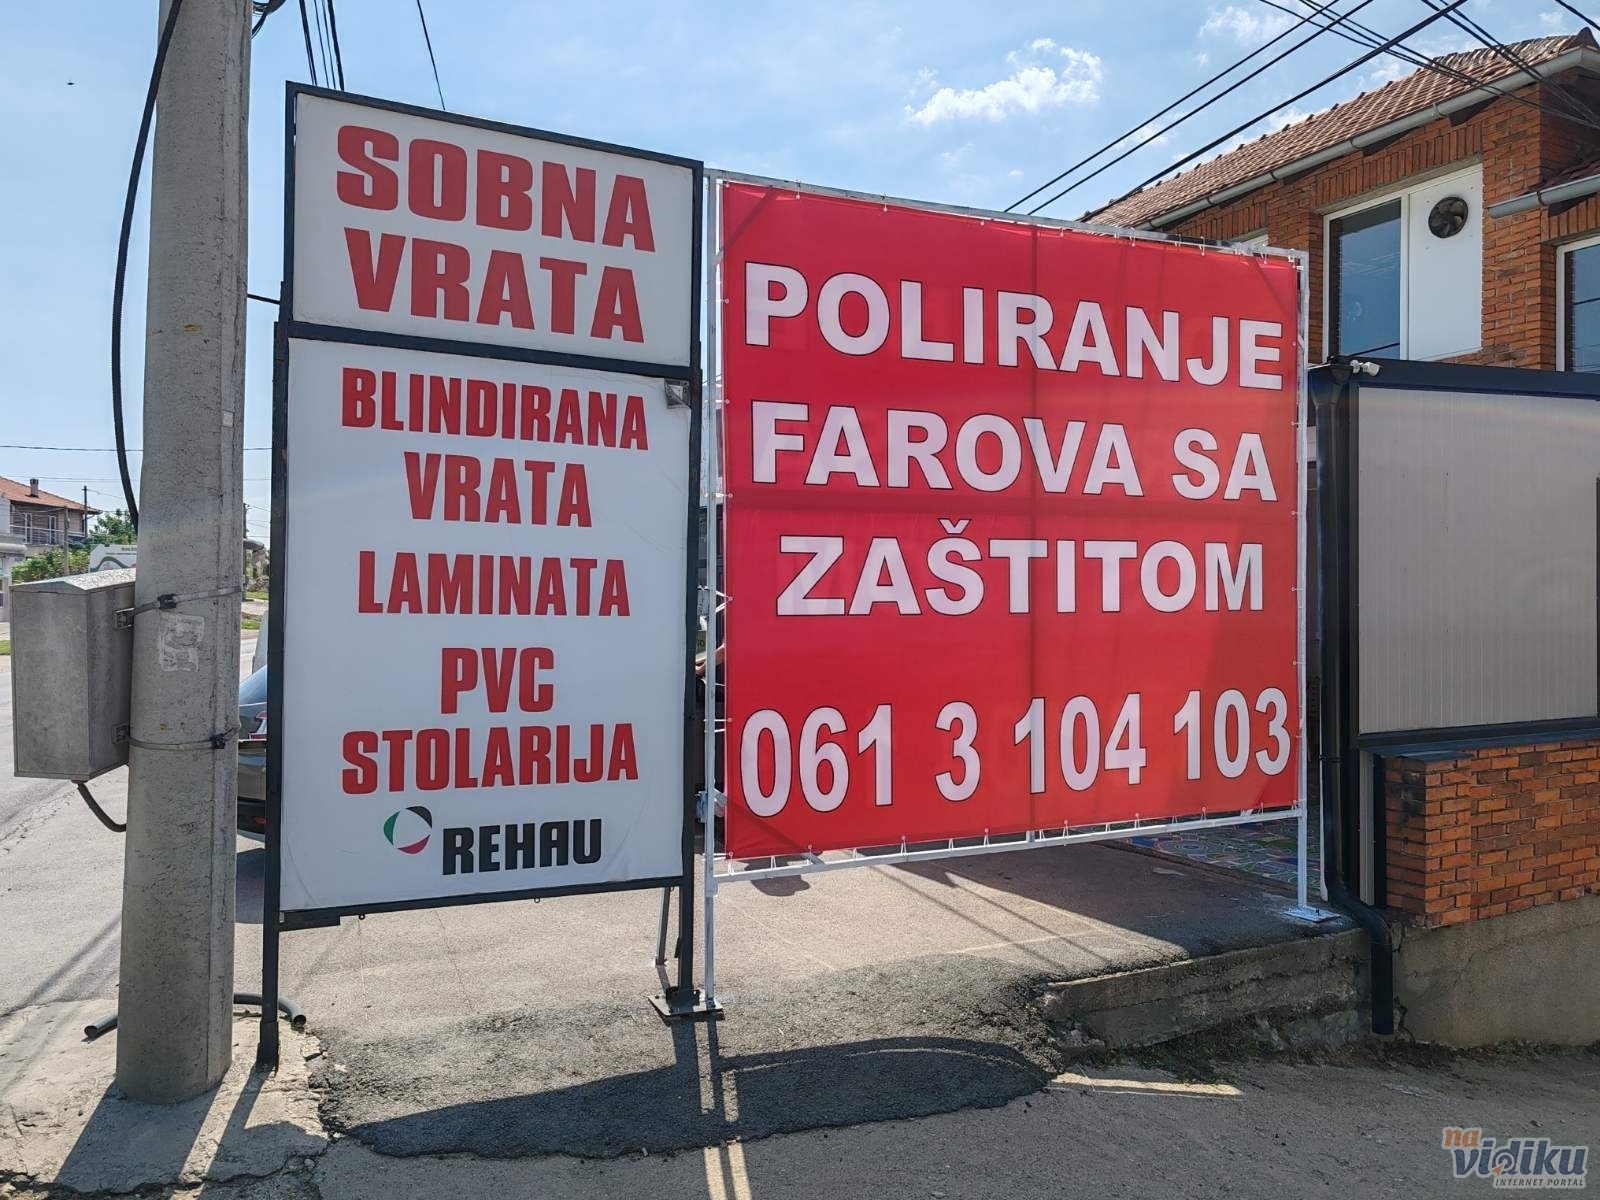 SOBNA
VRATA
BLINDIRANA
VRATA
LAMINATA
PVC
STOLARIJA
REHAU
POLIRANJE
FAROVA SA
ZAŠTITOM
061 3 104 103
na
vidiku
INTERNET PORTAL